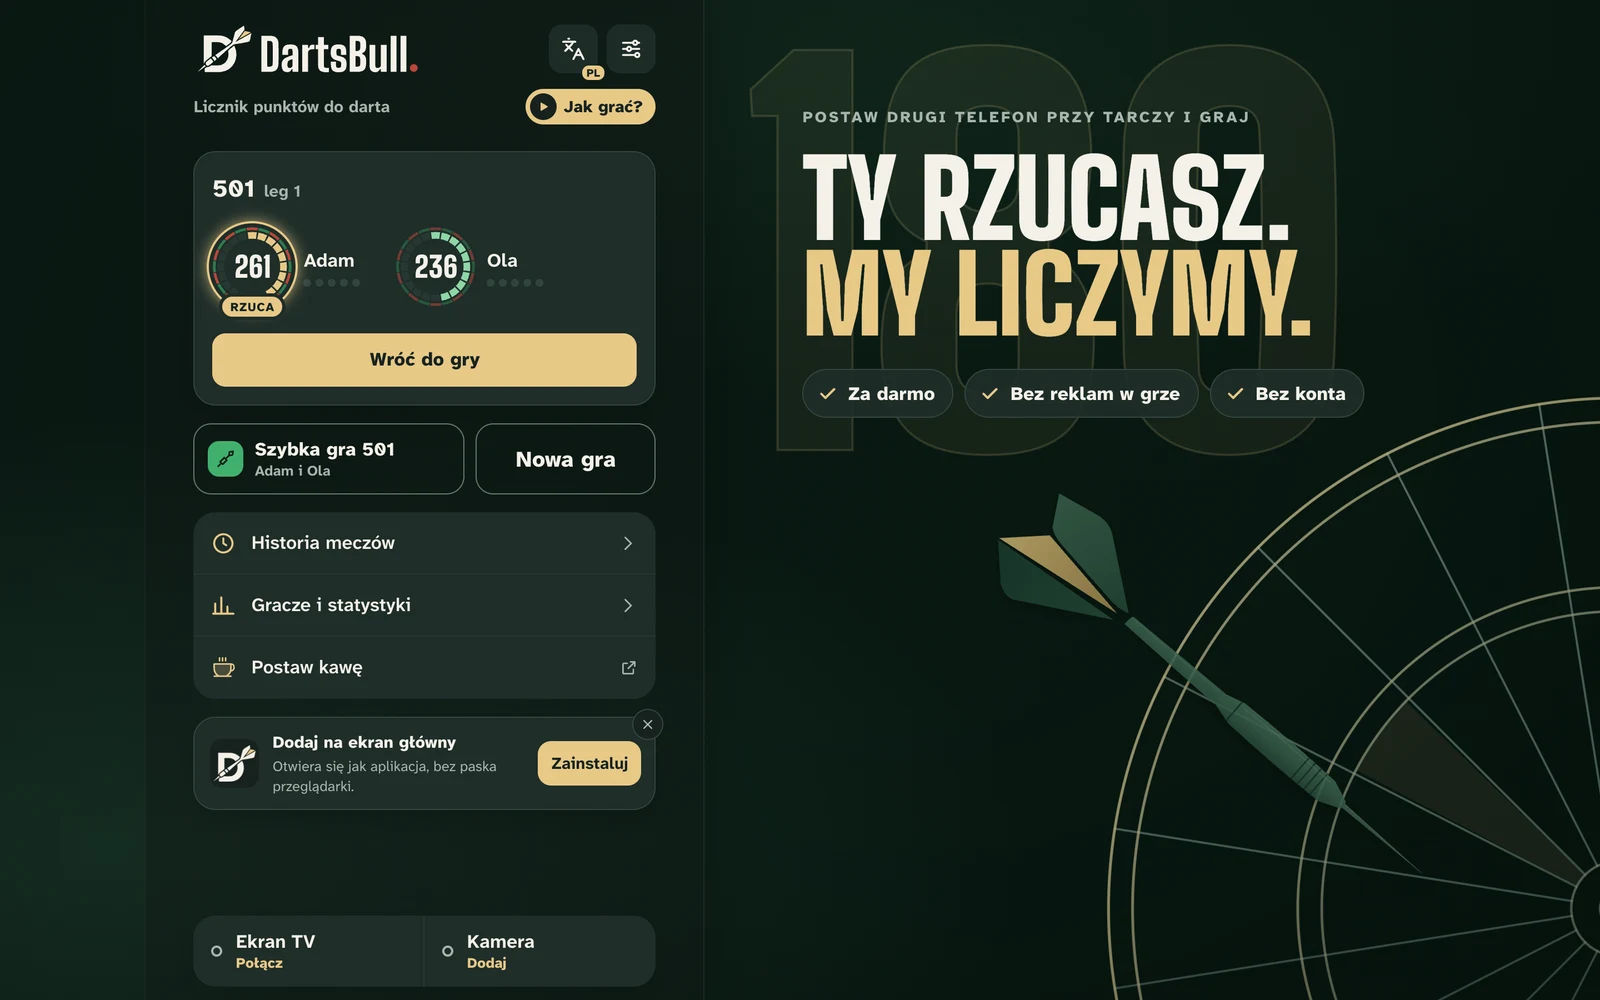 DartsBull.
PL
Licznik punktów do darta
Jak grać?
501 leg 1
261
Adam
RZUCA
236
Ola
Wróć do gry
Szybka gra 501
Adam i Ola
Nowa gra
Historia meczów
Gracze i statystyki
Postaw kawę
Dodaj na ekran główny
Otwiera się jak aplikacja, bez paska
przeglądarki.
Zainstaluj
Ekran TV
Połącz
Kamera
Dodaj
180
POSTAW DRUGI TELEFON PRZY TARCZY I GRAJ
TY RZUCASZ.
MY LICZYMY.
Za darmo
Bez reklam w grze
Bez konta